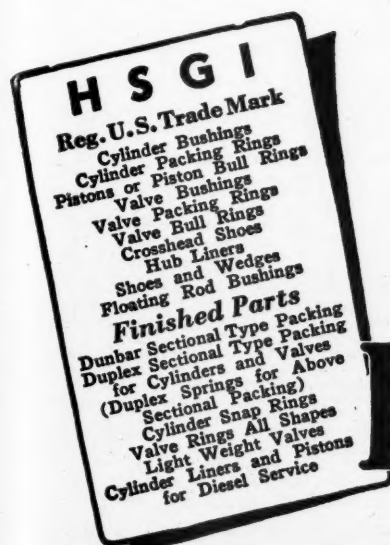 HSGI
Reg. U.S. Trade Mark
Cylinder Bushings
Cylinder Packing Rings
Pistons or Piston Bull Rings
Valve Bushings
Valve Packing Rings
Valve Bull Rings
Crosshead Shoes
Hub Liners
Shoes and Wedges
Floating Rod Bushings
Finished Parts
Dunbar Sectional Type Packing
Duplex Sectional Type Packing
for Cylinders and Valves
(Duplex Springs for Above
Sectional Packing)
Cylinder Snap Rings
Valve Rings All Shapes
Light Weight Valves
Cylinder Liners and Pistons
for Diesel Service